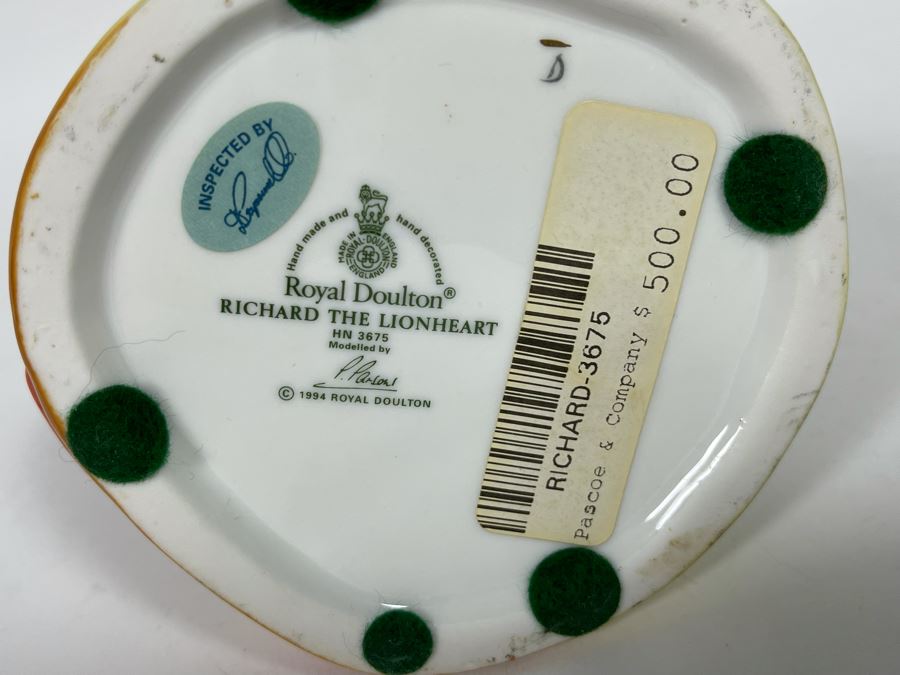 INSPECTED BY
Hand made and hand decorated
MADE IN ENGLAND
ROYAL-DOULTON
ENGLAND
Royal Doulton®
RICHARD THE LIONHEART
HN 3675
Modelled by
P. Parsons
© 1994 ROYAL DOULTON
D
RICHARD-3675
Pascoe & Company $ 500.00